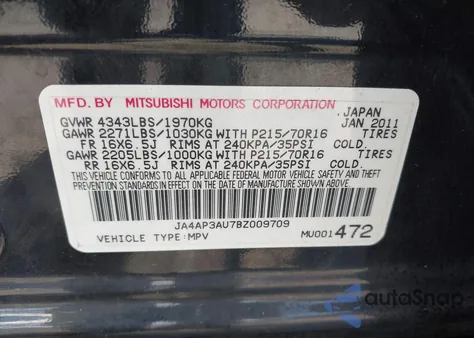 MFD. BY MITSUBISHI MOTORS CORPORATION
, JAPAN
GVWR 4343LBS/1970KG JAN 2011
GAWR 2271LBS/1030KG WITH P215/70R16 TIRES
FR 16X6.5J RIMS AT 240KPA/35PSI COLD.
GAWR 2205LBS/1000KG WITH P215/70R16 TIRES
RR 16X6.5J RIMS AT 240KPA/35PSI COLD.
THIS VEHICLE CONFORMS TO ALL APPLICABLE FEDERAL MOTOR VEHICLE SAFETY AND THEFT PREVENTION STANDARDS IN
EFFECT ON THE DATE OF MANUFACTURE SHOWN ABOVE.
JA4AP3AU7BZ009709
VEHICLE TYPE:MPV MU001472
autoSnap